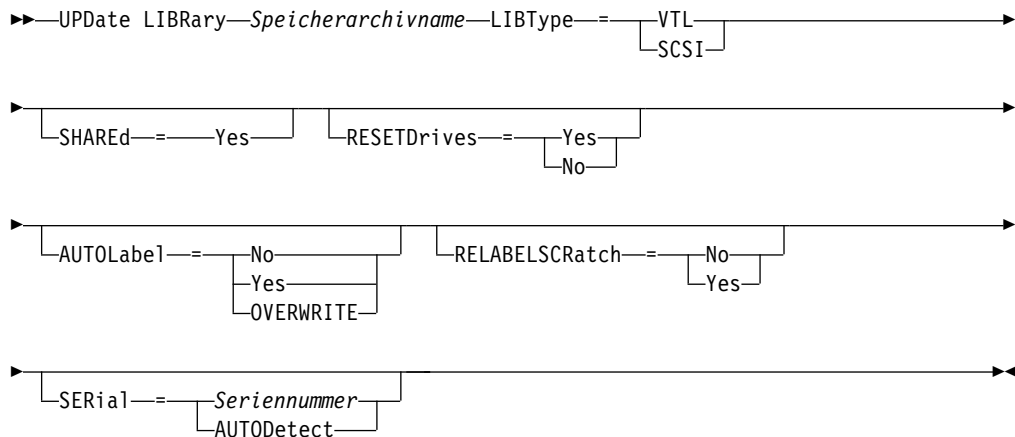 UPDate LIBRary Speicherarchivname LIBType = VTL
SCSI
SHAREd = Yes RESETDrives = Yes
No
AUTOLabel = No RELABELSCRatch = No
Yes Yes
OVERWRITE
SERial = Seriennummer
AUTODetect